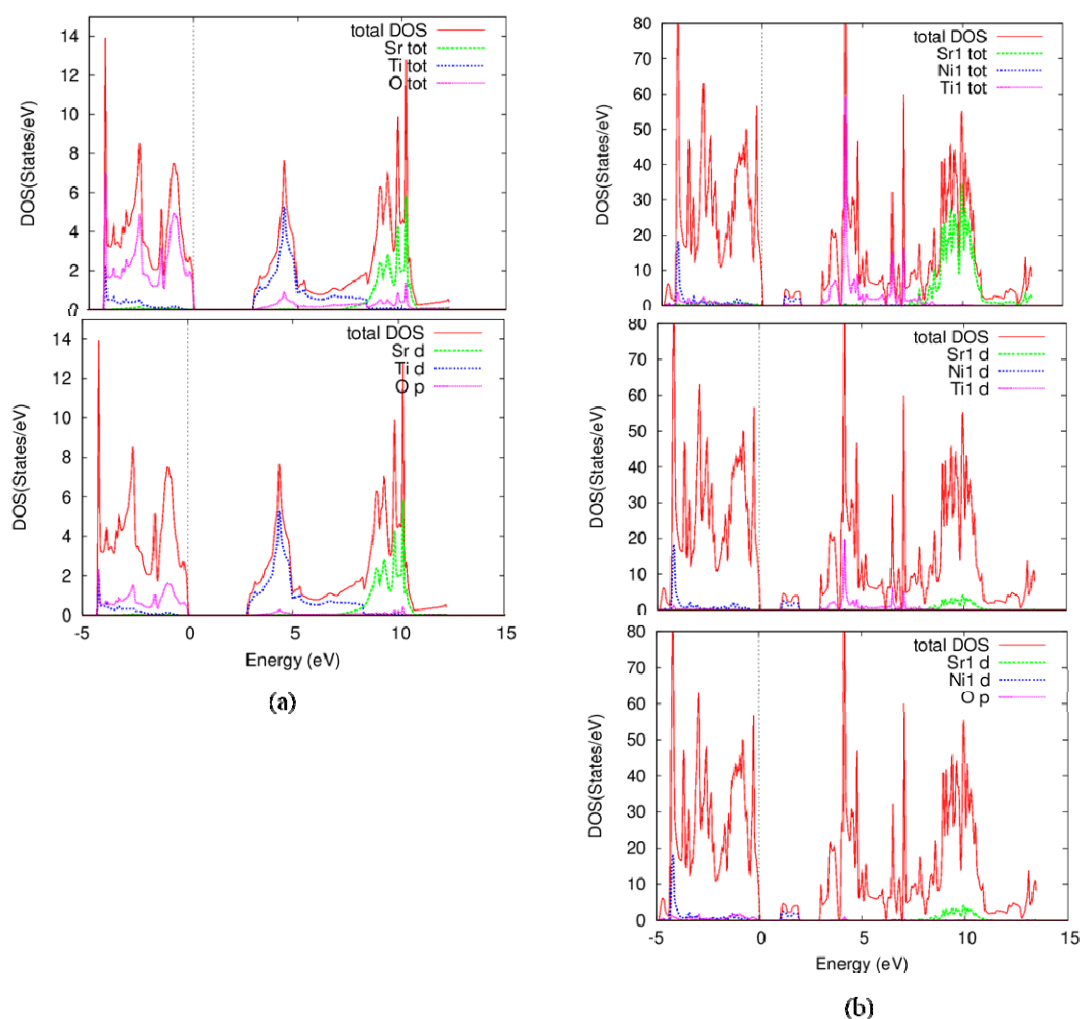 14
12
10
8
6
4
2
0
DOS(States/eV)
total DOS
Sr tot
Ti tot
O tot
14
12
10
8
6
4
2
0
DOS(States/eV)
total DOS
Sr d
Ti d
O p
-5
0
5
10
15
Energy (eV)
(a)
80
70
60
50
40
30
20
10
0
DOS(States/eV)
total DOS
Sr1 tot
Ni1 tot
Ti1 tot
80
70
60
50
40
30
20
10
0
DOS(States/eV)
total DOS
Sr1 d
Ni1 d
Ti1 d
80
70
60
50
40
30
20
10
0
DOS(States/eV)
total DOS
Sr1 d
Ni1 d
O p
-5
0
5
10
15
Energy (eV)
(b)